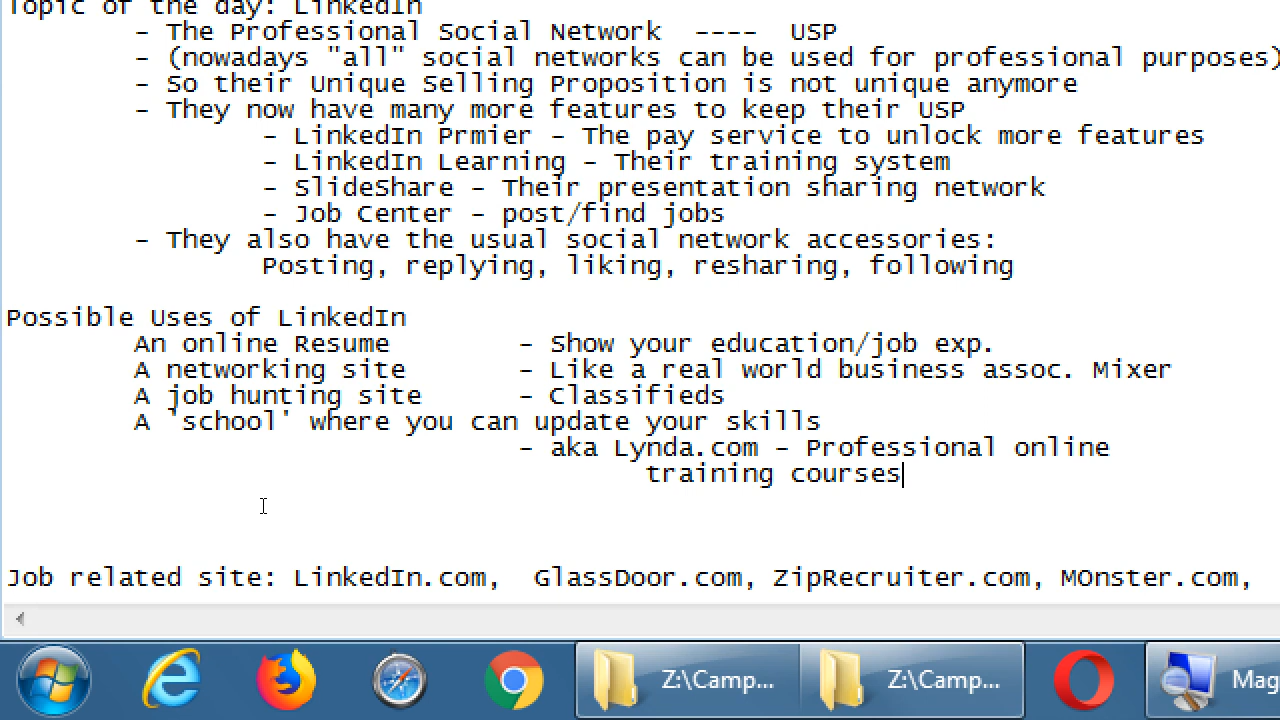 Topic of the day: LinkedIn
- The Professional Social Network ---- USP
- (nowadays "all" social networks can be used for professional purposes)
- So their Unique Selling Proposition is not unique anymore
- They now have many more features to keep their USP
- LinkedIn Prmier - The pay service to unlock more features
- LinkedIn Learning - Their training system
- SlideShare - Their presentation sharing network
- Job Center - post/find jobs
- They also have the usual social network accessories:
Posting, replying, liking, resharing, following
Possible Uses of LinkedIn
An online Resume - Show your education/job exp.
A networking site - Like a real world business assoc. Mixer
A job hunting site - Classifieds
A 'school' where you can update your skills
- aka Lynda.com - Professional online
training courses
Job related site: LinkedIn.com, GlassDoor.com, ZipRecruiter.com, MOnster.com,
Z:\Camp... Z:\Camp... Mag